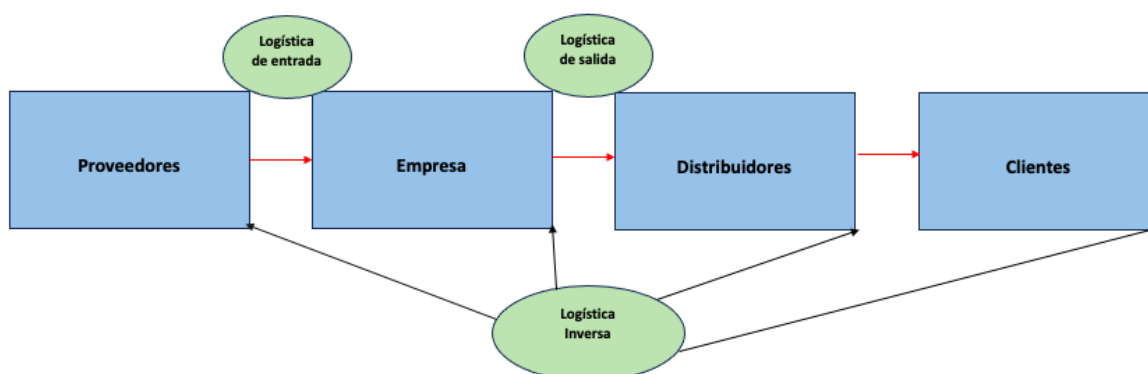 Logística
de entrada
Logística
de salida
Proveedores
Empresa
Distribuidores
Clientes
Logística
Inversa